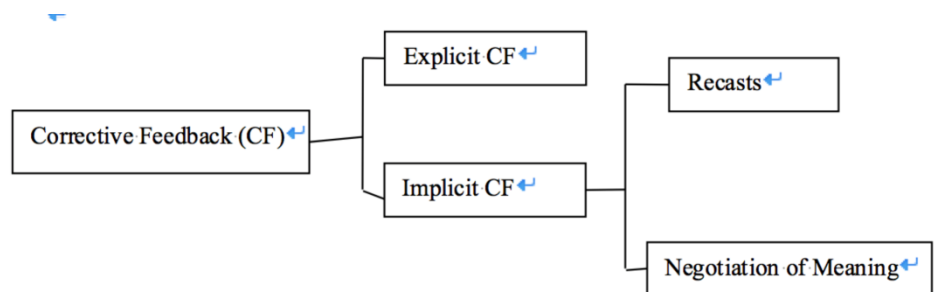 Explicit CF
Recasts
Corrective Feedback (CF)
Implicit CF
Negotiation of Meaning